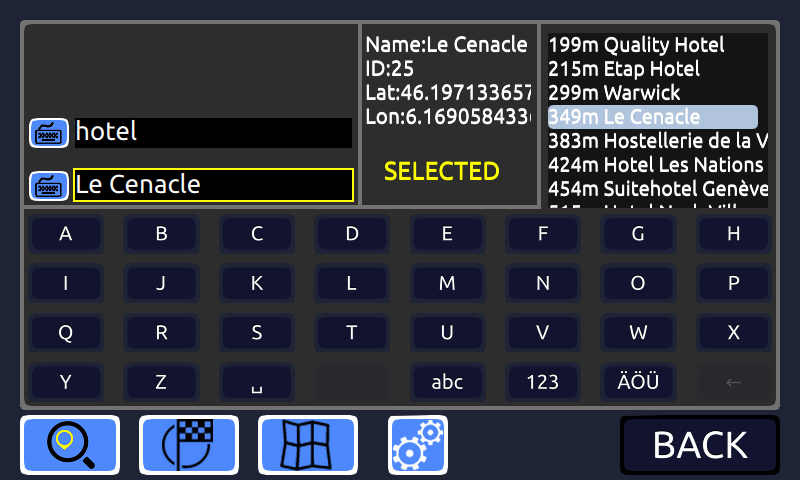 hotel
Le Cenacle
Name:Le Cenacle
ID:25
Lat:46.197133657
Lon:6.169058433
SELECTED
199m Quality Hotel
215m Etap Hotel
299m Warwick
349m Le Cenacle
383m Hostellerie de la V
424m Hotel Les Nations
454m Suitehotel Genève
A B C D E F G H
I J K L M N O P
Q R S T U V W X
Y Z ␣ abc 123 ÄÖÜ ←
BACK